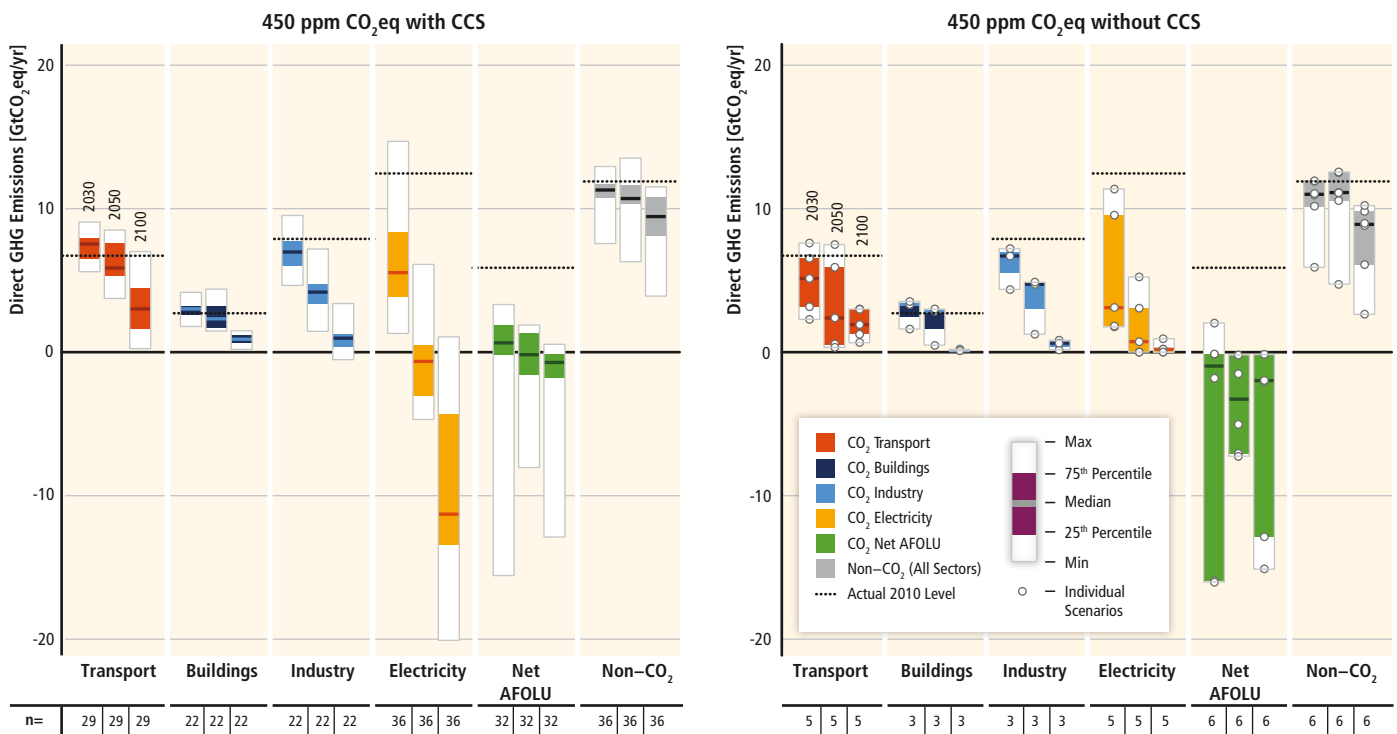 450 ppm CO₂eq with CCS
Direct GHG Emissions [GtCO₂eq/yr]
20
10
0
-10
-20
2030
2050
2100
Transport
Buildings
Industry
Electricity
Net
AFOLU
Non–CO₂
n=
29 29 29 22 22 22 22 22 22 36 36 36 32 32 32 36 36 36
450 ppm CO₂eq without CCS
Direct GHG Emissions [GtCO₂eq/yr]
20
10
0
-10
-20
2030
2050
2100
CO₂ Transport
CO₂ Buildings
CO₂ Industry
CO₂ Electricity
CO₂ Net AFOLU
Non–CO₂ (All Sectors)
Actual 2010 Level
Max
75th Percentile
Median
25th Percentile
Min
Individual
Scenarios
Transport
Buildings
Industry
Electricity
Net
AFOLU
Non–CO₂
5 5 5 3 3 3 3 3 3 5 5 5 6 6 6 6 6 6